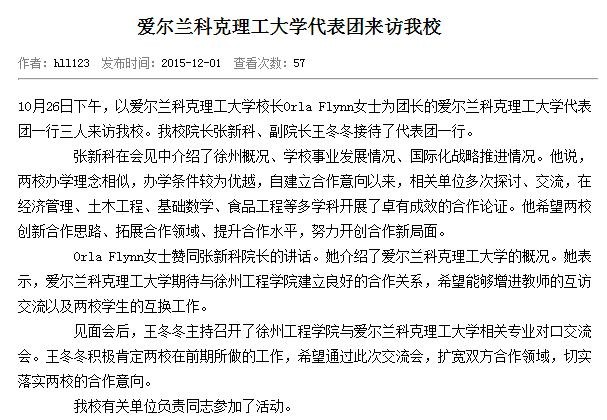 爱尔兰科克理工大学代表团来访我校
作者：hll123 发布时间：2015-12-01 查看次数：57
10月26日下午，以爱尔兰科克理工大学校长Orla Flynn女士为团长的爱尔兰科克理工大学代表
团一行三人来访我校。我校院长张新科、副院长王冬冬接待了代表团一行。
张新科在会见中介绍了徐州概况、学校事业发展情况、国际化战略推进情况。他说，
两校办学理念相似，办学条件较为优越，自建立合作意向以来，相关单位多次探讨、交流，在
经济管理、土木工程、基础数学、食品工程等多学科开展了卓有成效的合作论证。他希望两校
创新合作思路、拓展合作领域、提升合作水平，努力开创合作新局面。
Orla Flynn女士赞同张新科院长的讲话。她介绍了爱尔兰科克理工大学的概况。她表
示，爱尔兰科克理工大学期待与徐州工程学院建立良好的合作关系，希望能够增进教师的互访
交流以及两校学生的互换工作。
见面会后，王冬冬主持召开了徐州工程学院与爱尔兰科克理工大学相关专业对口交流
会。王冬冬积极肯定两校在前期所做的工作，希望通过此次交流会，扩宽双方合作领域，切实
落实两校的合作意向。
我校有关单位负责同志参加了活动。